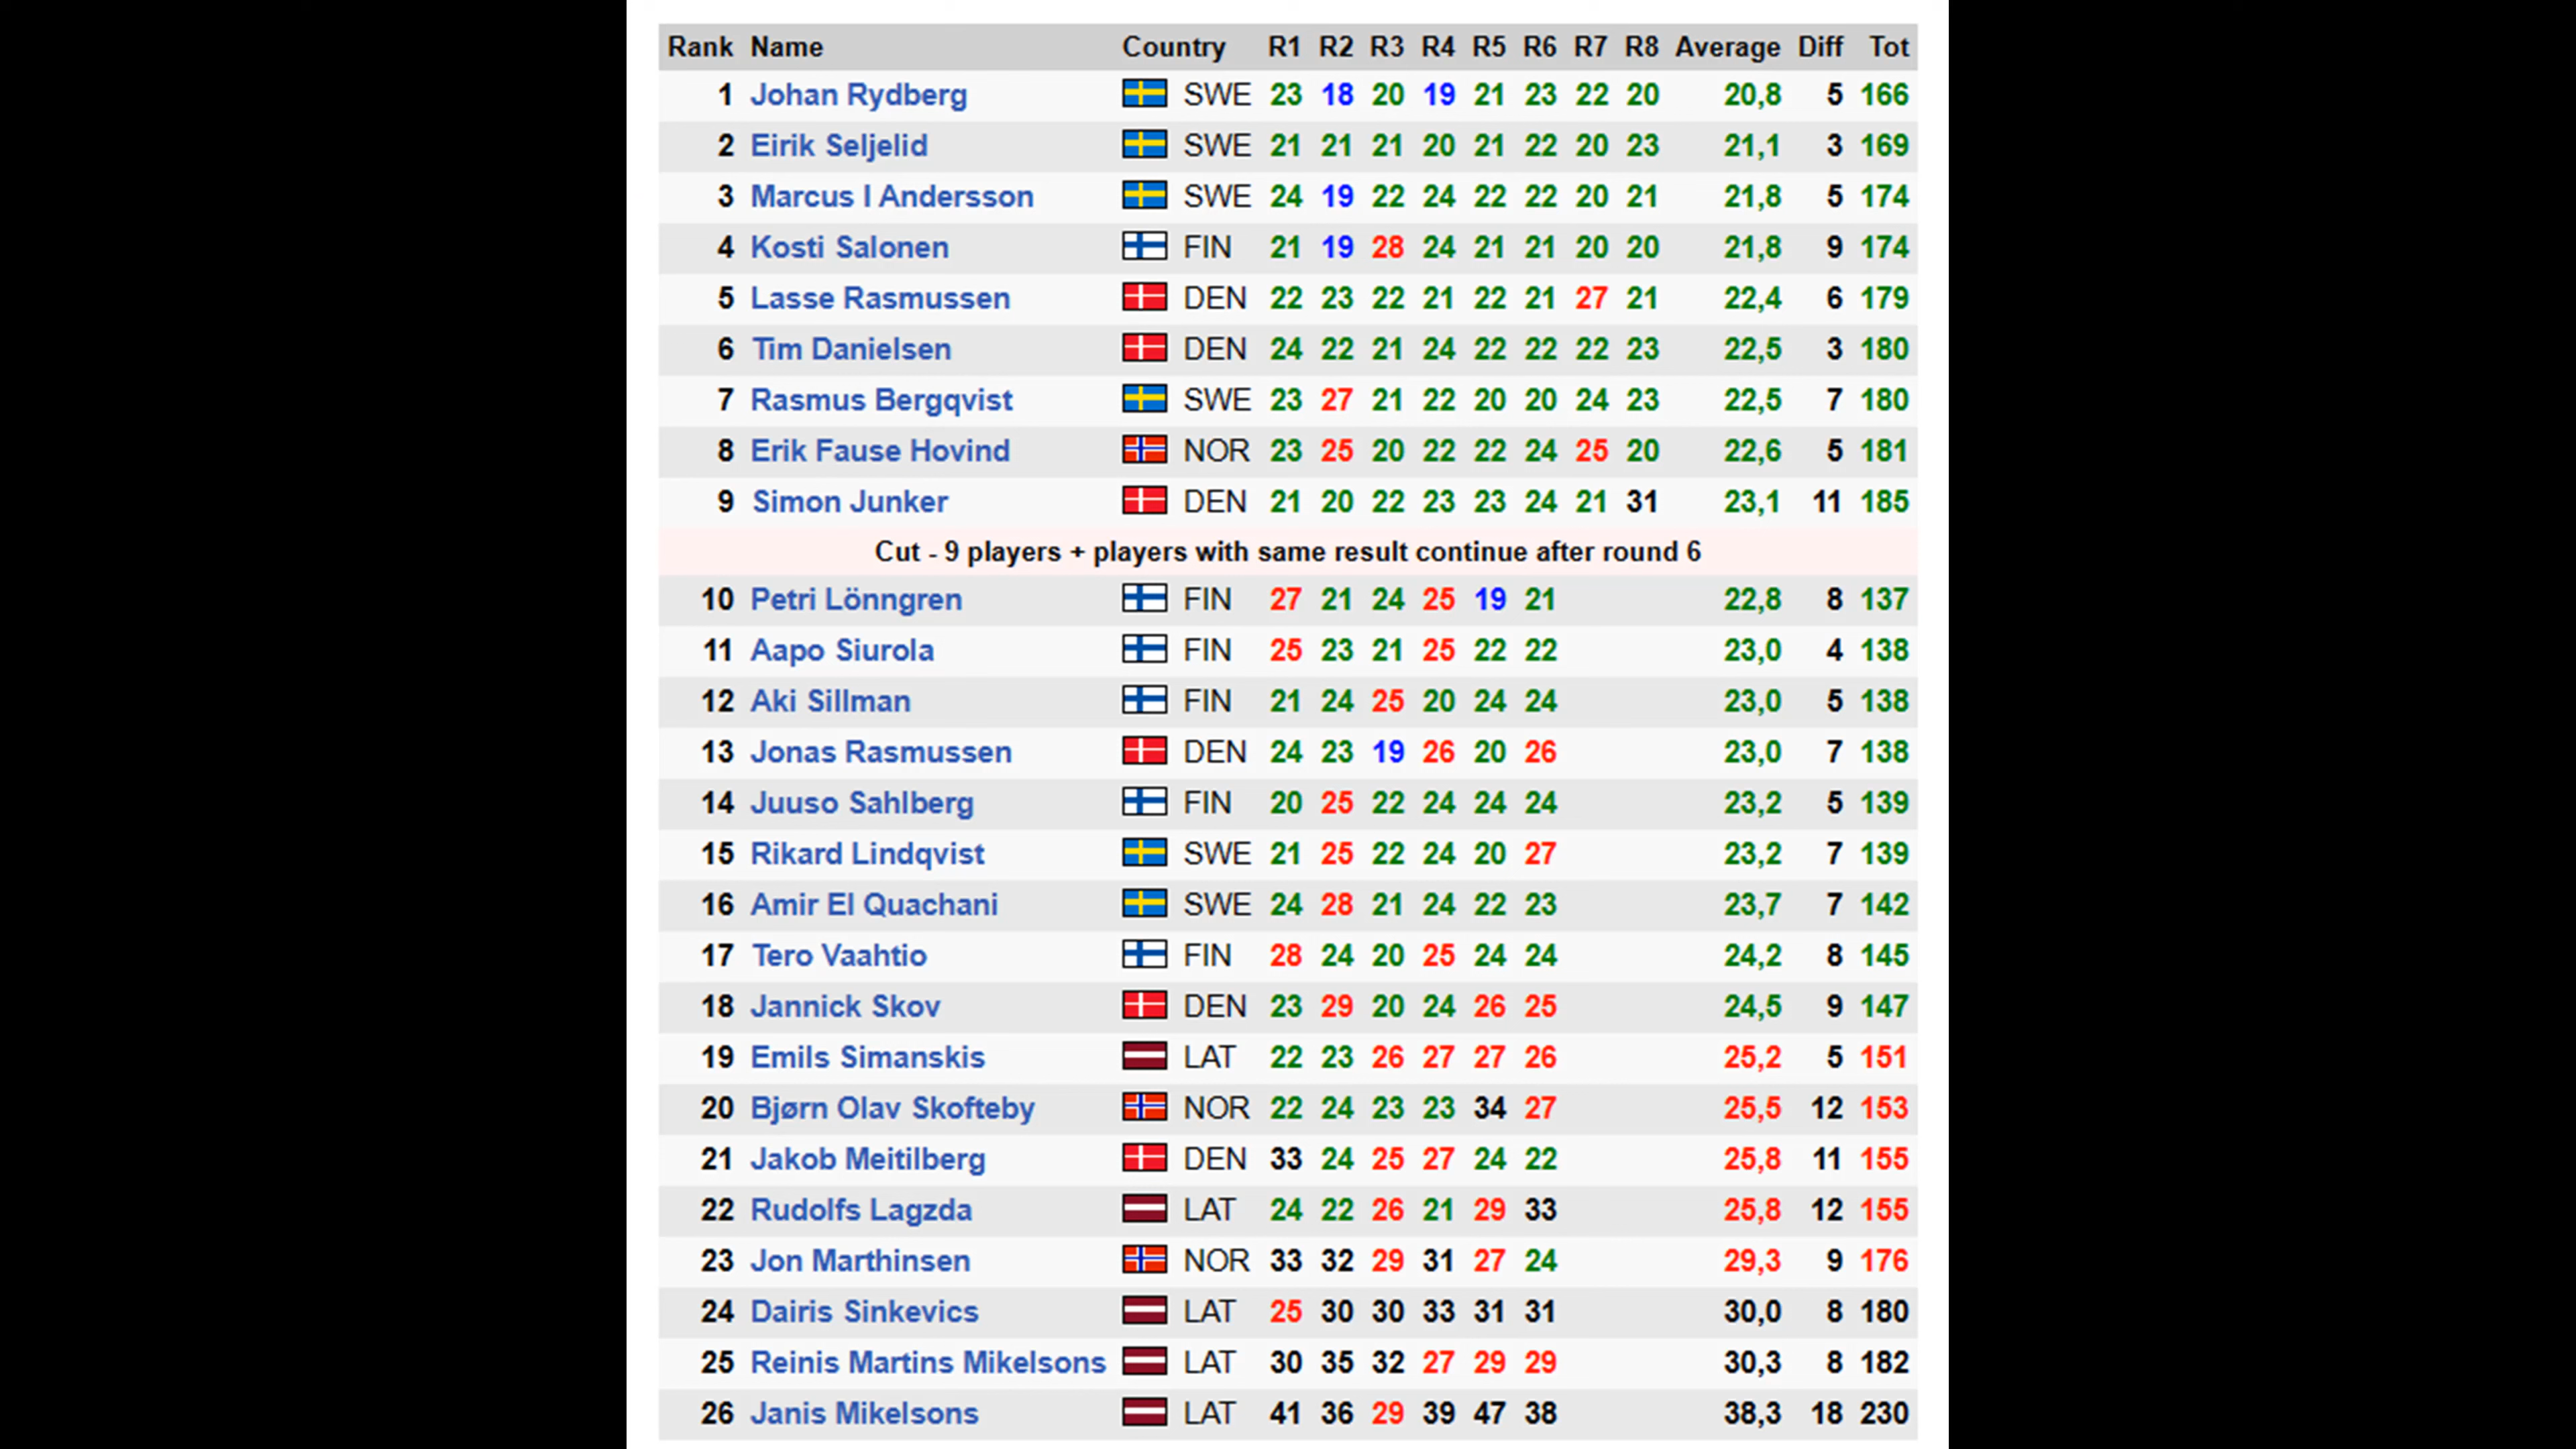 Rank Name Country R1 R2 R3 R4 R5 R6 R7 R8 Average Diff Tot
1 Johan Rydberg SWE 23 18 20 19 21 23 22 20 20,8 5 166
2 Eirik Seljelid SWE 21 21 21 20 21 22 20 23 21,1 3 169
3 Marcus I Andersson SWE 24 19 22 24 22 22 20 21 21,8 5 174
4 Kosti Salonen FIN 21 19 28 24 21 21 20 20 21,8 9 174
5 Lasse Rasmussen DEN 22 23 22 21 22 21 27 21 22,4 6 179
6 Tim Danielsen DEN 24 22 21 24 22 22 22 23 22,5 3 180
7 Rasmus Bergqvist SWE 23 27 21 22 20 20 24 23 22,5 7 180
8 Erik Fause Hovind NOR 23 25 20 22 22 24 25 20 22,6 5 181
9 Simon Junker DEN 21 20 22 23 23 24 21 31 23,1 11 185
Cut - 9 players + players with same result continue after round 6
10 Petri Lönngren FIN 27 21 24 25 19 21 22,8 8 137
11 Aapo Siurola FIN 25 23 21 25 22 22 23,0 4 138
12 Aki Sillman FIN 21 24 25 20 24 24 23,0 5 138
13 Jonas Rasmussen DEN 24 23 19 26 20 26 23,0 7 138
14 Juuso Sahlberg FIN 20 25 22 24 24 24 23,2 5 139
15 Rikard Lindqvist SWE 21 25 22 24 20 27 23,2 7 139
16 Amir El Quachani SWE 24 28 21 24 22 23 23,7 7 142
17 Tero Vaahtio FIN 28 24 20 25 24 24 24,2 8 145
18 Jannick Skov DEN 23 29 20 24 26 25 24,5 9 147
19 Emils Simanskis LAT 22 23 26 27 27 26 25,2 5 151
20 Bjørn Olav Skofteby NOR 22 24 23 23 34 27 25,5 12 153
21 Jakob Meitilberg DEN 33 24 25 27 24 22 25,8 11 155
22 Rudolfs Lagzda LAT 24 22 26 21 29 33 25,8 12 155
23 Jon Marthinsen NOR 33 32 29 31 27 24 29,3 9 176
24 Dairis Sinkevics LAT 25 30 30 33 31 31 30,0 8 180
25 Reinis Martins Mikelsons LAT 30 35 32 27 29 29 30,3 8 182
26 Janis Mikelsons LAT 41 36 29 39 47 38 38,3 18 230